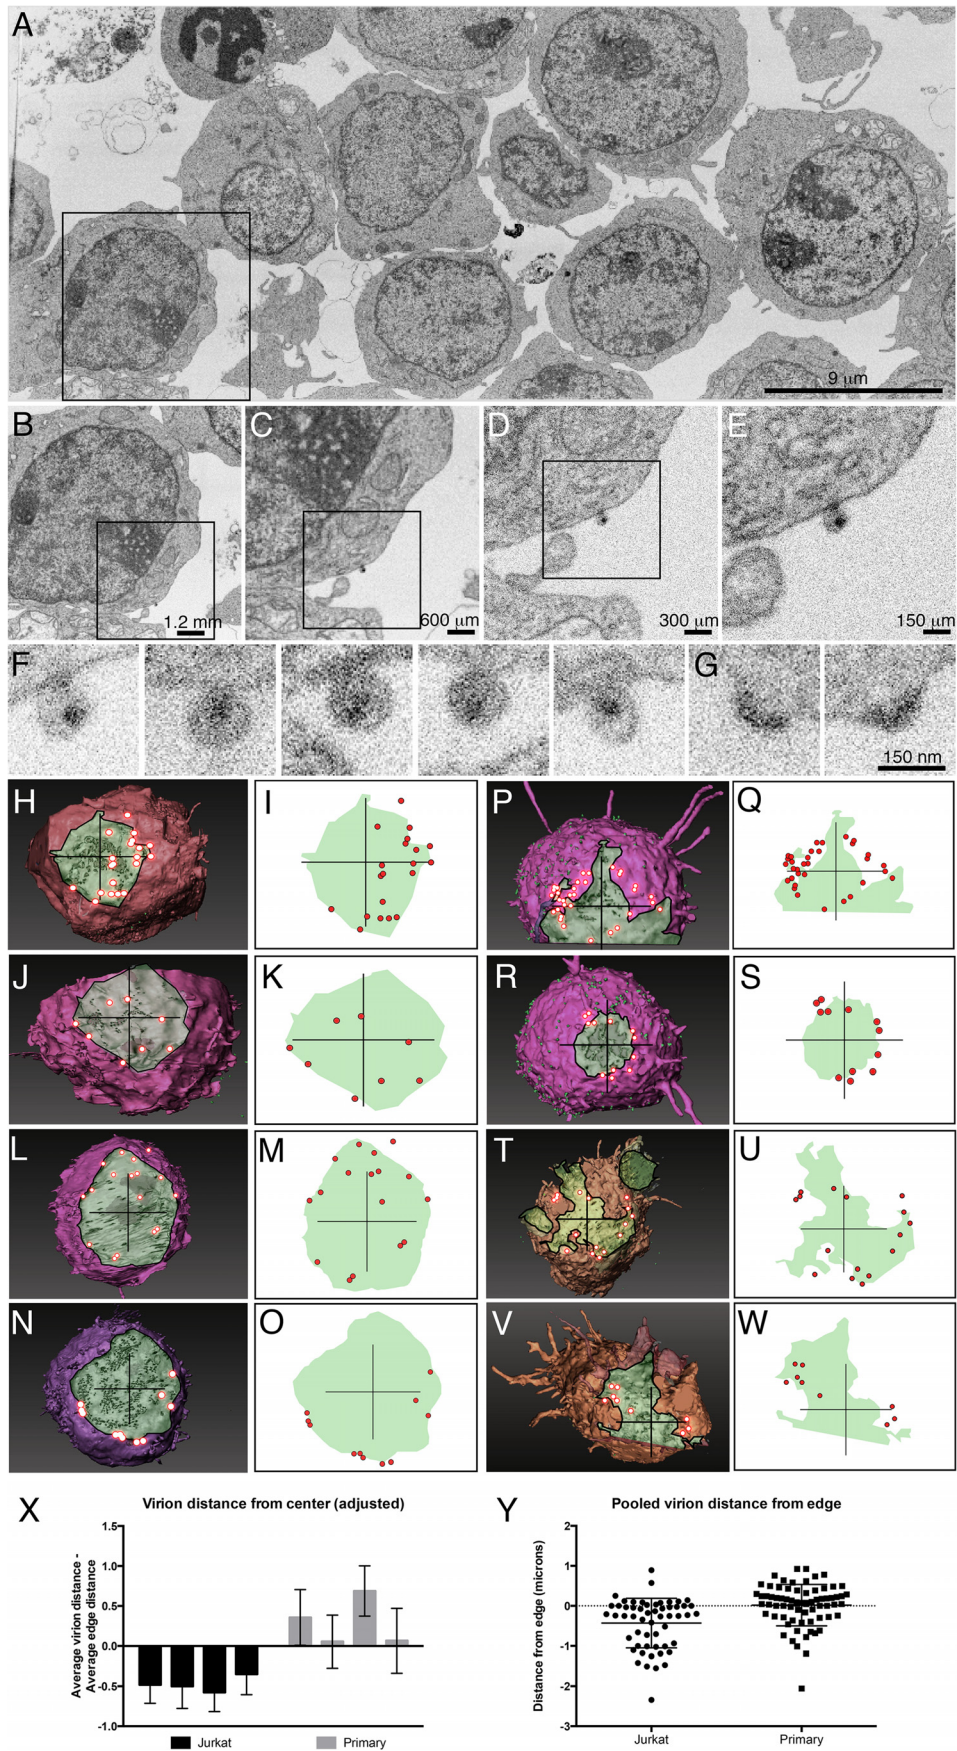 A
9 μm
B
1.2 mm
C
600 μm
D
300 μm
E
150 μm
F
G
150 nm
H
I
P
Q
J
K
R
S
L
M
T
U
N
O
V
W
X
Virion distance from center (adjusted)
Average virion distance -
Average edge distance
1.5
1.0
0.5
0.0
-0.5
-1.0
Jurkat
Primary
Y
Pooled virion distance from edge
Distance from edge (microns)
2
1
0
-1
-2
-3
Jurkat
Primary